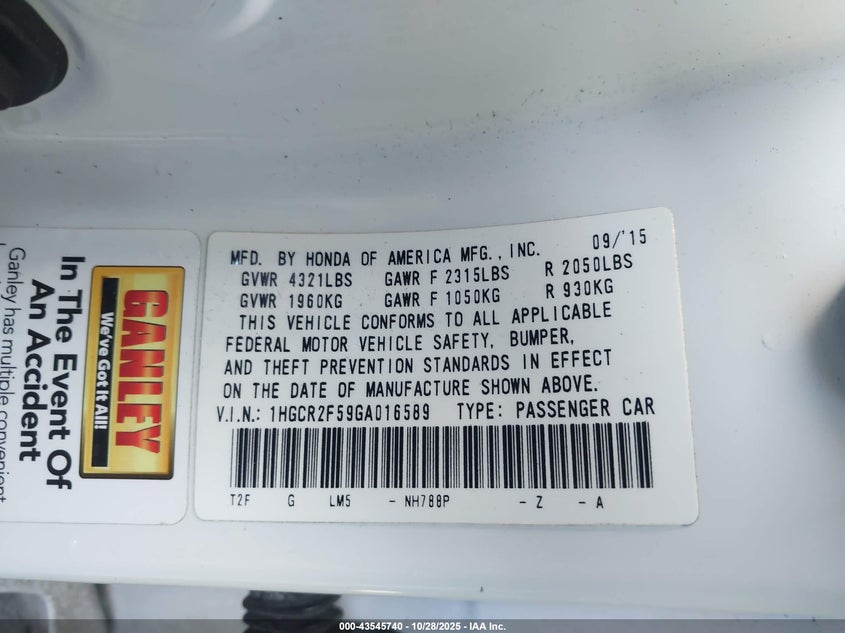 MFD. BY HONDA OF AMERICA MFG., INC. 09/'15
GVWR 4321LBS GAWR F 2315LBS R 2050LBS
GVWR 1960KG GAWR F 1050KG R 930KG
THIS VEHICLE CONFORMS TO ALL APPLICABLE
FEDERAL MOTOR VEHICLE SAFETY, BUMPER,
AND THEFT PREVENTION STANDARDS IN EFFECT
ON THE DATE OF MANUFACTURE SHOWN ABOVE.
V.I.N.: 1HGCR2F59GA016589 TYPE: PASSENGER CAR
T2F G LM5 - NH788P - Z - A
GANLEY
We've Got It All!
In The Event Of
An Accident
Ganley has multiple convenient
000-43545740 - 10/28/2025 - IAA Inc.